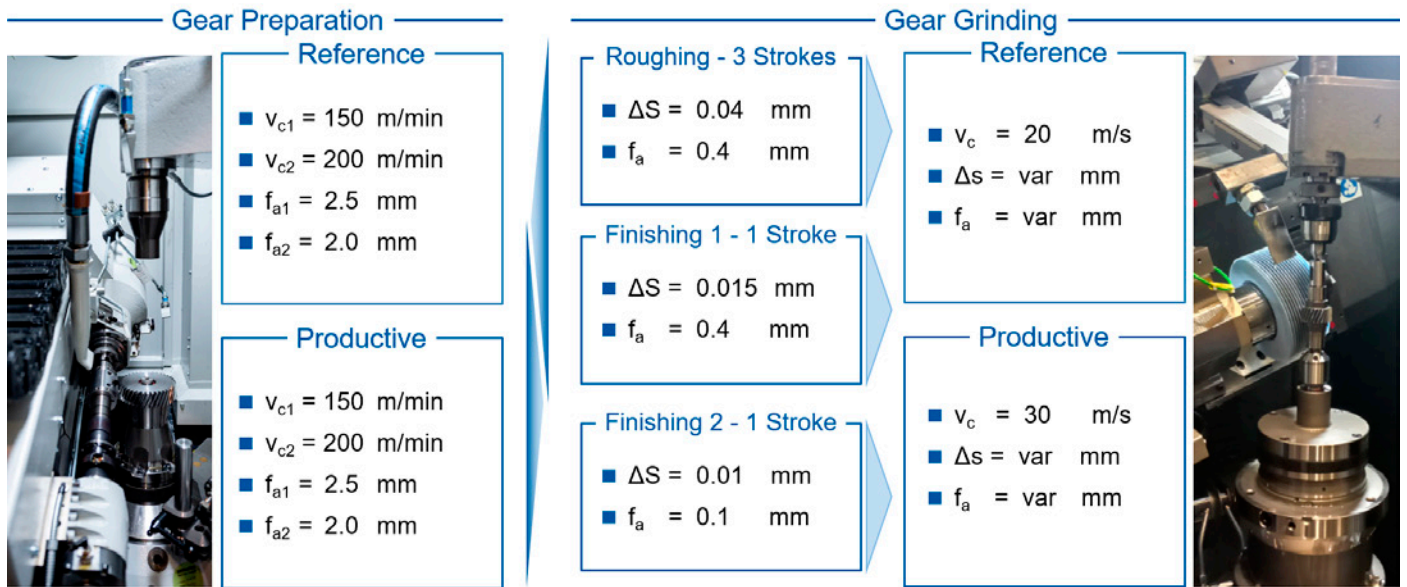 Gear Preparation
Reference
v_c1 = 150 m/min
v_c2 = 200 m/min
f_a1 = 2.5 mm
f_a2 = 2.0 mm
Productive
v_c1 = 150 m/min
v_c2 = 200 m/min
f_a1 = 2.5 mm
f_a2 = 2.0 mm
Gear Grinding
Roughing - 3 Strokes
ΔS = 0.04 mm
f_a = 0.4 mm
Finishing 1 - 1 Stroke
ΔS = 0.015 mm
f_a = 0.4 mm
Finishing 2 - 1 Stroke
ΔS = 0.01 mm
f_a = 0.1 mm
Reference
v_c = 20 m/s
Δs = var mm
f_a = var mm
Productive
v_c = 30 m/s
Δs = var mm
f_a = var mm